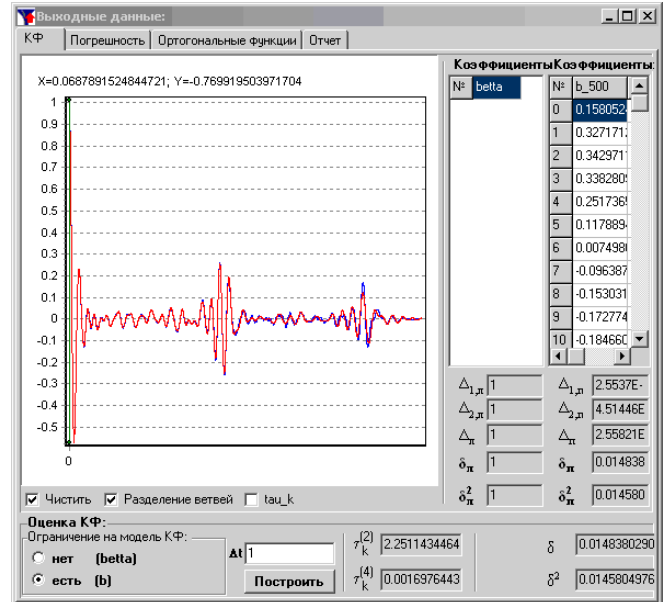 Выходные данные:
КФ Погрешность Ортогональные функции Отчет
X=0.0687891524844721; Y=-0.769919503971704
1
0.9
0.8
0.7
0.6
0.5
0.4
0.3
0.2
0.1
0
-0.1
-0.2
-0.3
-0.4
-0.5
0
Чистить Разделение ветвей tau_k
Коэффициенты Коэффициенты:
№ betta № b_500
0 0.158052
1 0.327171
2 0.342971
3 0.338280
4 0.251736
5 0.117889
6 0.007498
7 -0.096387
8 -0.153031
9 -0.172774
10 -0.184660
Δ1,п 1 Δ1,п 2.5537E-
Δ2,п 1 Δ2,п 4.51446E
Δп 1 Δп 2.55821E
δп 1 δп 0.014838
δ²п 1 δ²п 0.014580
Оценка КФ:
Ограничение на модель КФ:
нет (betta)
есть (b)
Δt 1
Построить
τk(2) 2.2511434464 δ 0.0148380290
τk(4) 0.0016976443 δ² 0.0145804976